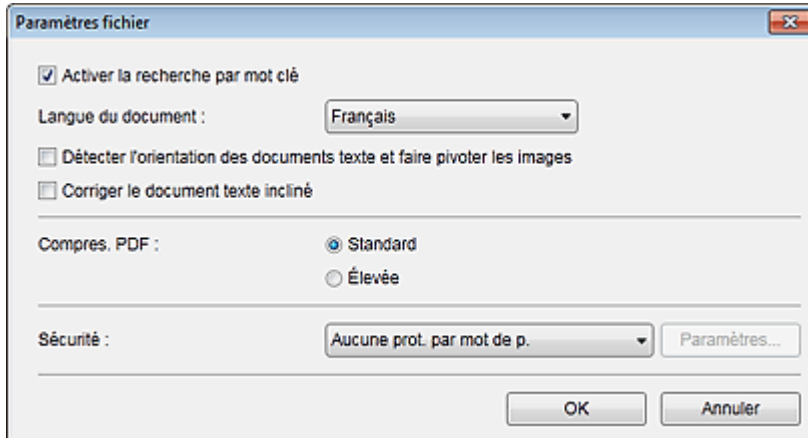 Paramètres fichier
Activer la recherche par mot clé
Langue du document : Français
Détecter l'orientation des documents texte et faire pivoter les images
Corriger le document texte incliné
Compres. PDF : Standard
Élevée
Sécurité : Aucune prot. par mot de p. Paramètres...
OK Annuler